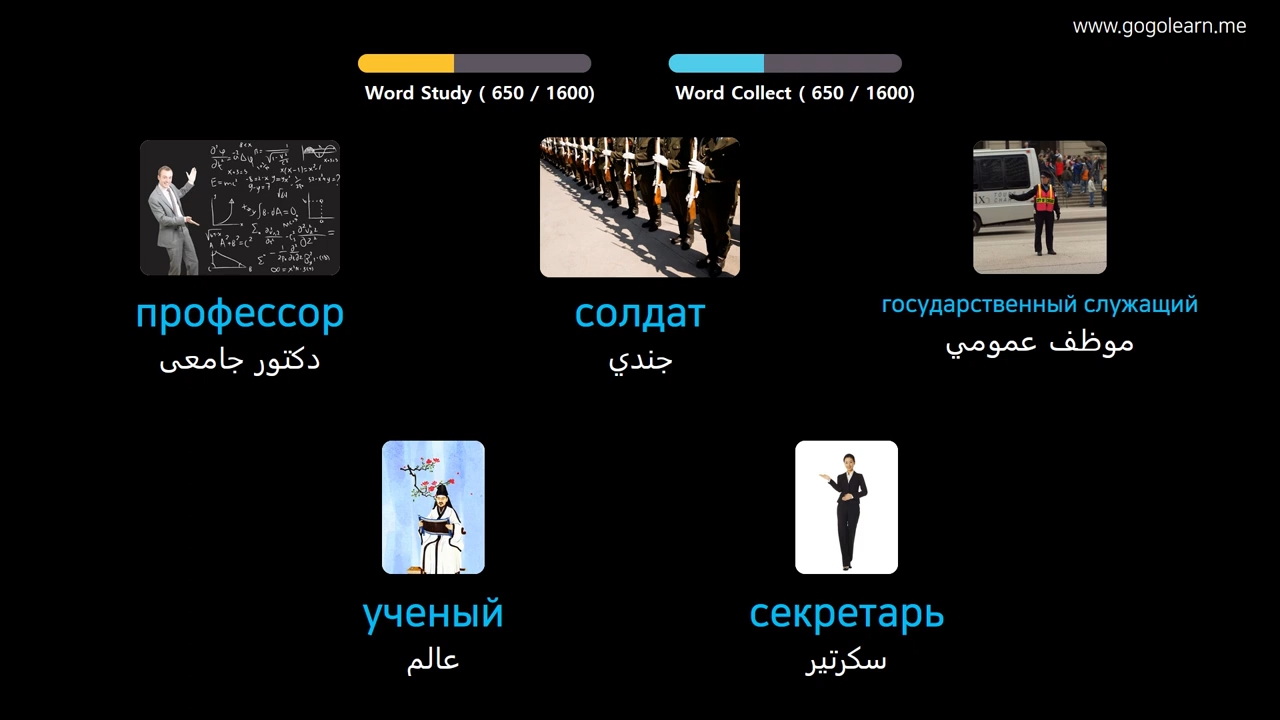 www.gogolearn.me
Word Study ( 650 / 1600)
Word Collect ( 650 / 1600)
профессор
دكتور جامعى
солдат
جندي
государственный служащий
موظف عمومي
ученый
عالم
секретарь
سكرتير